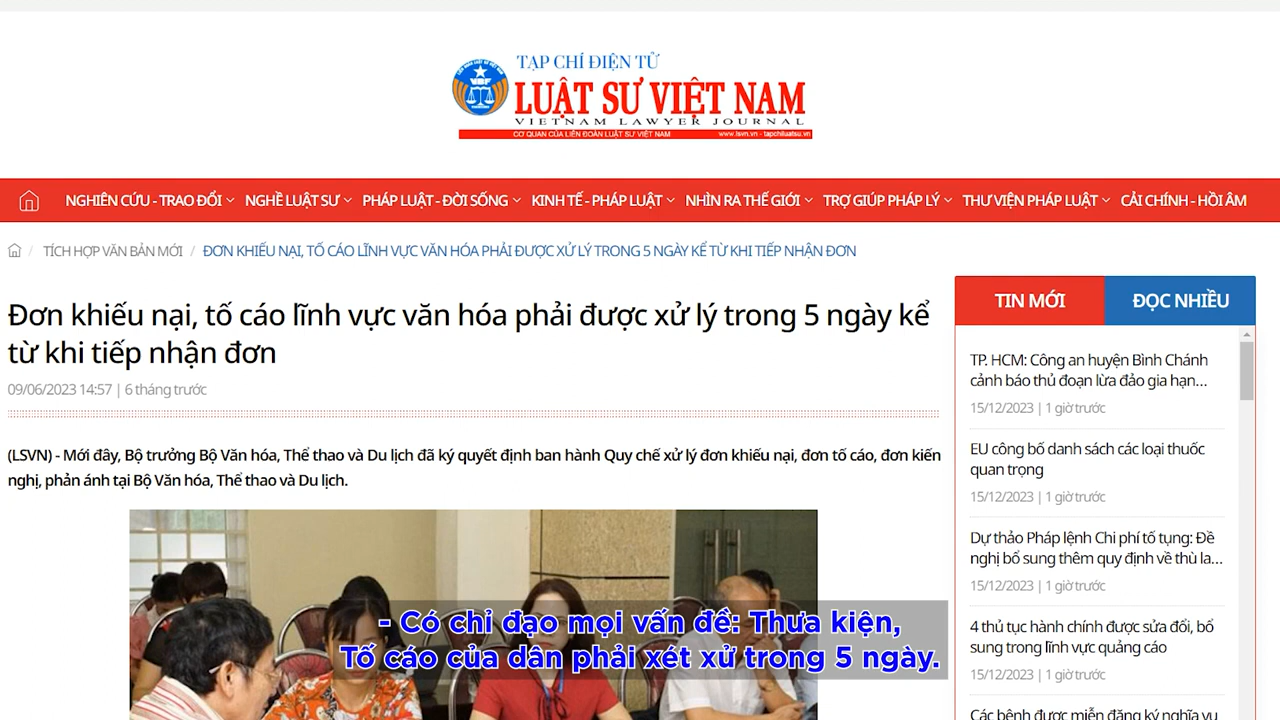 TẠP CHÍ ĐIỆN TỬ
LUẬT SƯ VIỆT NAM
VIETNAM LAWYER JOURNAL
CƠ QUAN CỦA LIÊN ĐOÀN LUẬT SƯ VIỆT NAM www.lsvn.vn - tapchiluatsu.vn
NGHIÊN CỨU - TRAO ĐỔI NGHỀ LUẬT SƯ PHÁP LUẬT - ĐỜI SỐNG KINH TẾ - PHÁP LUẬT NHÌN RA THẾ GIỚI TRỢ GIÚP PHÁP LÝ THƯ VIỆN PHÁP LUẬT CẢI CHÍNH - HỒI ÂM
/ TÍCH HỢP VĂN BẢN MỚI / ĐƠN KHIẾU NẠI, TỐ CÁO LĨNH VỰC VĂN HÓA PHẢI ĐƯỢC XỬ LÝ TRONG 5 NGÀY KỂ TỪ KHI TIẾP NHẬN ĐƠN
Đơn khiếu nại, tố cáo lĩnh vực văn hóa phải được xử lý trong 5 ngày kể
từ khi tiếp nhận đơn
09/06/2023 14:57 | 6 tháng trước
(LSVN) - Mới đây, Bộ trưởng Bộ Văn hóa, Thể thao và Du lịch đã ký quyết định ban hành Quy chế xử lý đơn khiếu nại, đơn tố cáo, đơn kiến
nghị, phản ánh tại Bộ Văn hóa, Thể thao và Du lịch.
- Có chỉ đạo mọi vấn đề: Thưa kiện,
Tố cáo của dân phải xét xử trong 5 ngày.
TIN MỚI ĐỌC NHIỀU
TP. HCM: Công an huyện Bình Chánh
cảnh báo thủ đoạn lừa đảo gia hạn...
15/12/2023 | 1 giờ trước
EU công bố danh sách các loại thuốc
quan trọng
15/12/2023 | 1 giờ trước
Dự thảo Pháp lệnh Chi phí tố tụng: Đề
nghị bổ sung thêm quy định về thù la...
15/12/2023 | 1 giờ trước
4 thủ tục hành chính được sửa đổi, bổ
sung trong lĩnh vực quảng cáo
15/12/2023 | 1 giờ trước
Các bệnh được miễn đăng ký nghĩa vụ